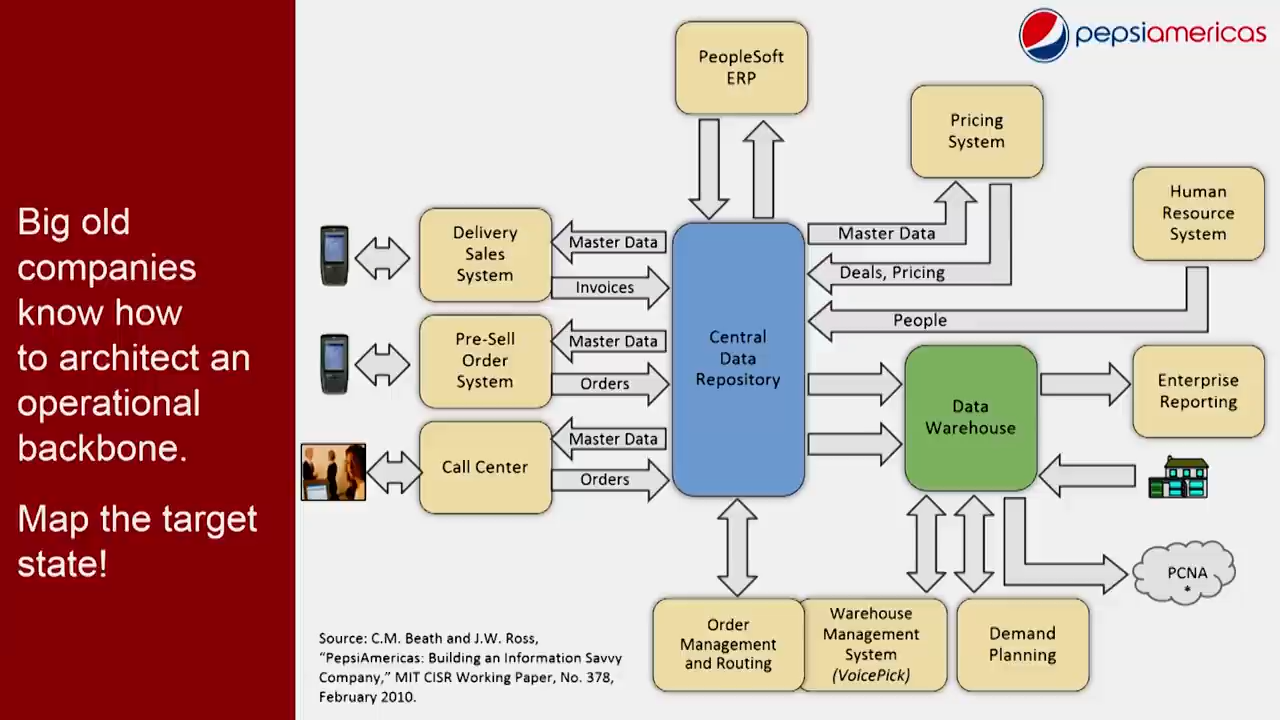 Big old
companies
know how
to architect an
operational
backbone.
Map the target
state!
pepsiamericas
PeopleSoft
ERP
Pricing
System
Human
Resource
System
Delivery
Sales
System
Master Data
Invoices
Master Data
Deals, Pricing
People
Pre-Sell
Order
System
Master Data
Orders
Central
Data
Repository
Data
Warehouse
Enterprise
Reporting
Call Center
Master Data
Orders
PCNA
*
Order
Management
and Routing
Warehouse
Management
System
(VoicePick)
Demand
Planning
Source: C.M. Beath and J.W. Ross,
“PepsiAmericas: Building an Information Savvy
Company,” MIT CISR Working Paper, No. 378,
February 2010.